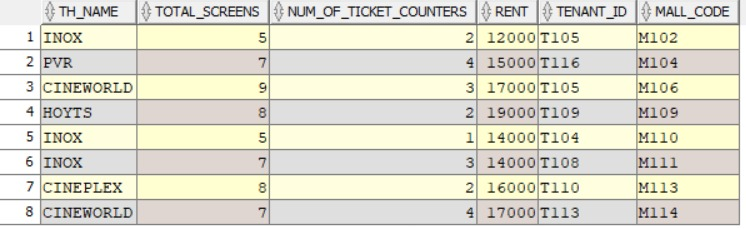 TH_NAME TOTAL_SCREENS NUM_OF_TICKET_COUNTERS RENT TENANT_ID MALL_CODE
1 INOX 5 2 12000 T105 M102
2 PVR 7 4 15000 T116 M104
3 CINEWORLD 9 3 17000 T105 M106
4 HOYTS 8 2 19000 T109 M109
5 INOX 5 1 14000 T104 M110
6 INOX 7 3 14000 T108 M111
7 CINEPLEX 8 2 16000 T110 M113
8 CINEWORLD 7 4 17000 T113 M114